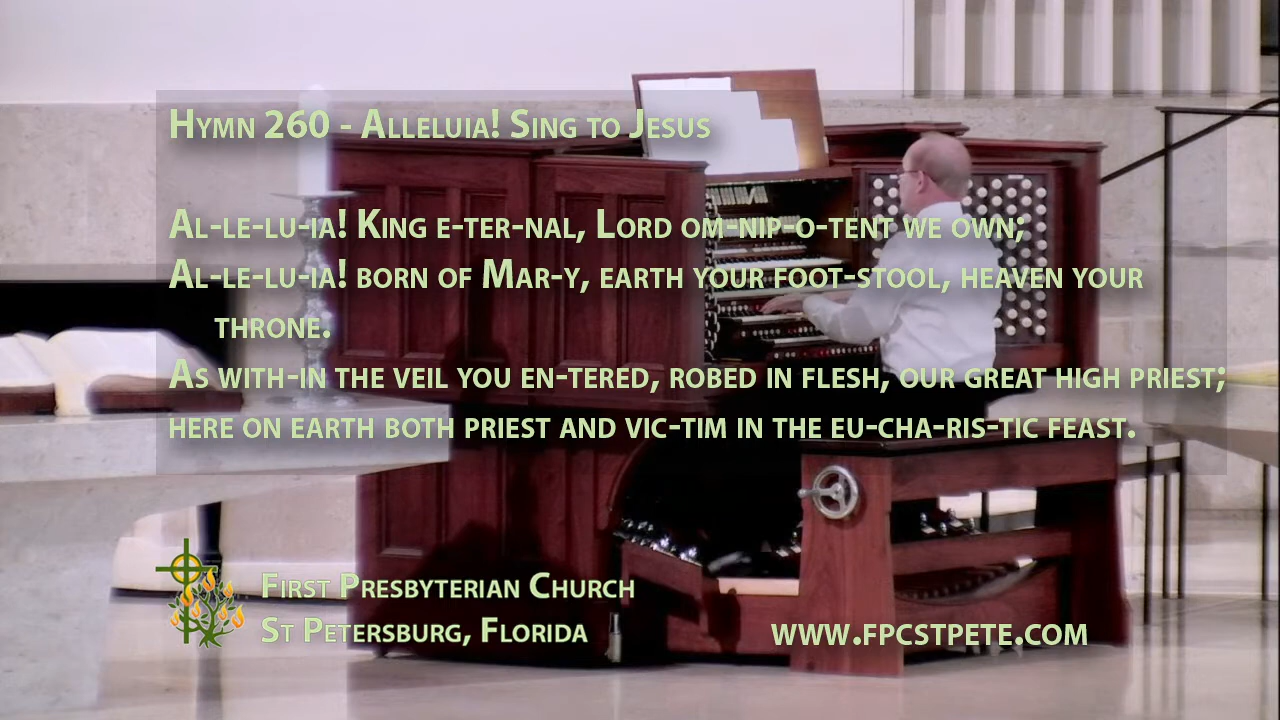 Hymn 260 - Alleluia! Sing to Jesus
Al-le-lu-ia! King e-ter-nal, Lord om-nip-o-tent we own;
Al-le-lu-ia! born of Mar-y, earth your foot-stool, heaven your
throne.
As with-in the veil you en-tered, robed in flesh, our great high priest;
here on earth both priest and vic-tim in the eu-cha-ris-tic feast.
First Presbyterian Church
St Petersburg, Florida
www.fpcstpete.com